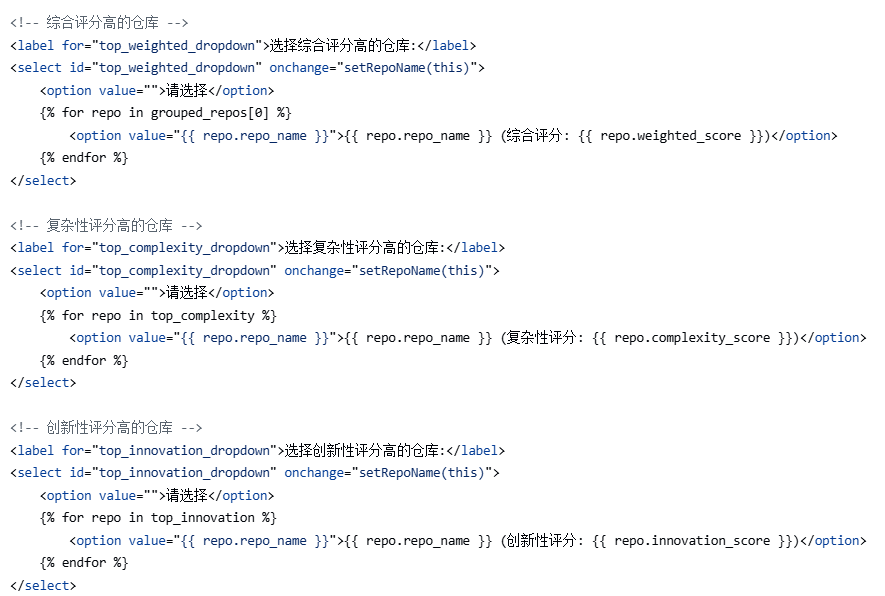 <!-- 综合评分高的仓库 -->
<label for="top_weighted_dropdown">选择综合评分高的仓库:</label>
<select id="top_weighted_dropdown" onchange="setRepoName(this)">
    <option value="">请选择</option>
    {% for repo in grouped_repos[0] %}
        <option value="{{ repo.repo_name }}">{{ repo.repo_name }} (综合评分: {{ repo.weighted_score }})</option>
    {% endfor %}
</select>

<!-- 复杂性评分高的仓库 -->
<label for="top_complexity_dropdown">选择复杂性评分高的仓库:</label>
<select id="top_complexity_dropdown" onchange="setRepoName(this)">
    <option value="">请选择</option>
    {% for repo in top_complexity %}
        <option value="{{ repo.repo_name }}">{{ repo.repo_name }} (复杂性评分: {{ repo.complexity_score }})</option>
    {% endfor %}
</select>

<!-- 创新性评分高的仓库 -->
<label for="top_innovation_dropdown">选择创新性评分高的仓库:</label>
<select id="top_innovation_dropdown" onchange="setRepoName(this)">
    <option value="">请选择</option>
    {% for repo in top_innovation %}
        <option value="{{ repo.repo_name }}">{{ repo.repo_name }} (创新性评分: {{ repo.innovation_score }})</option>
    {% endfor %}
</select>